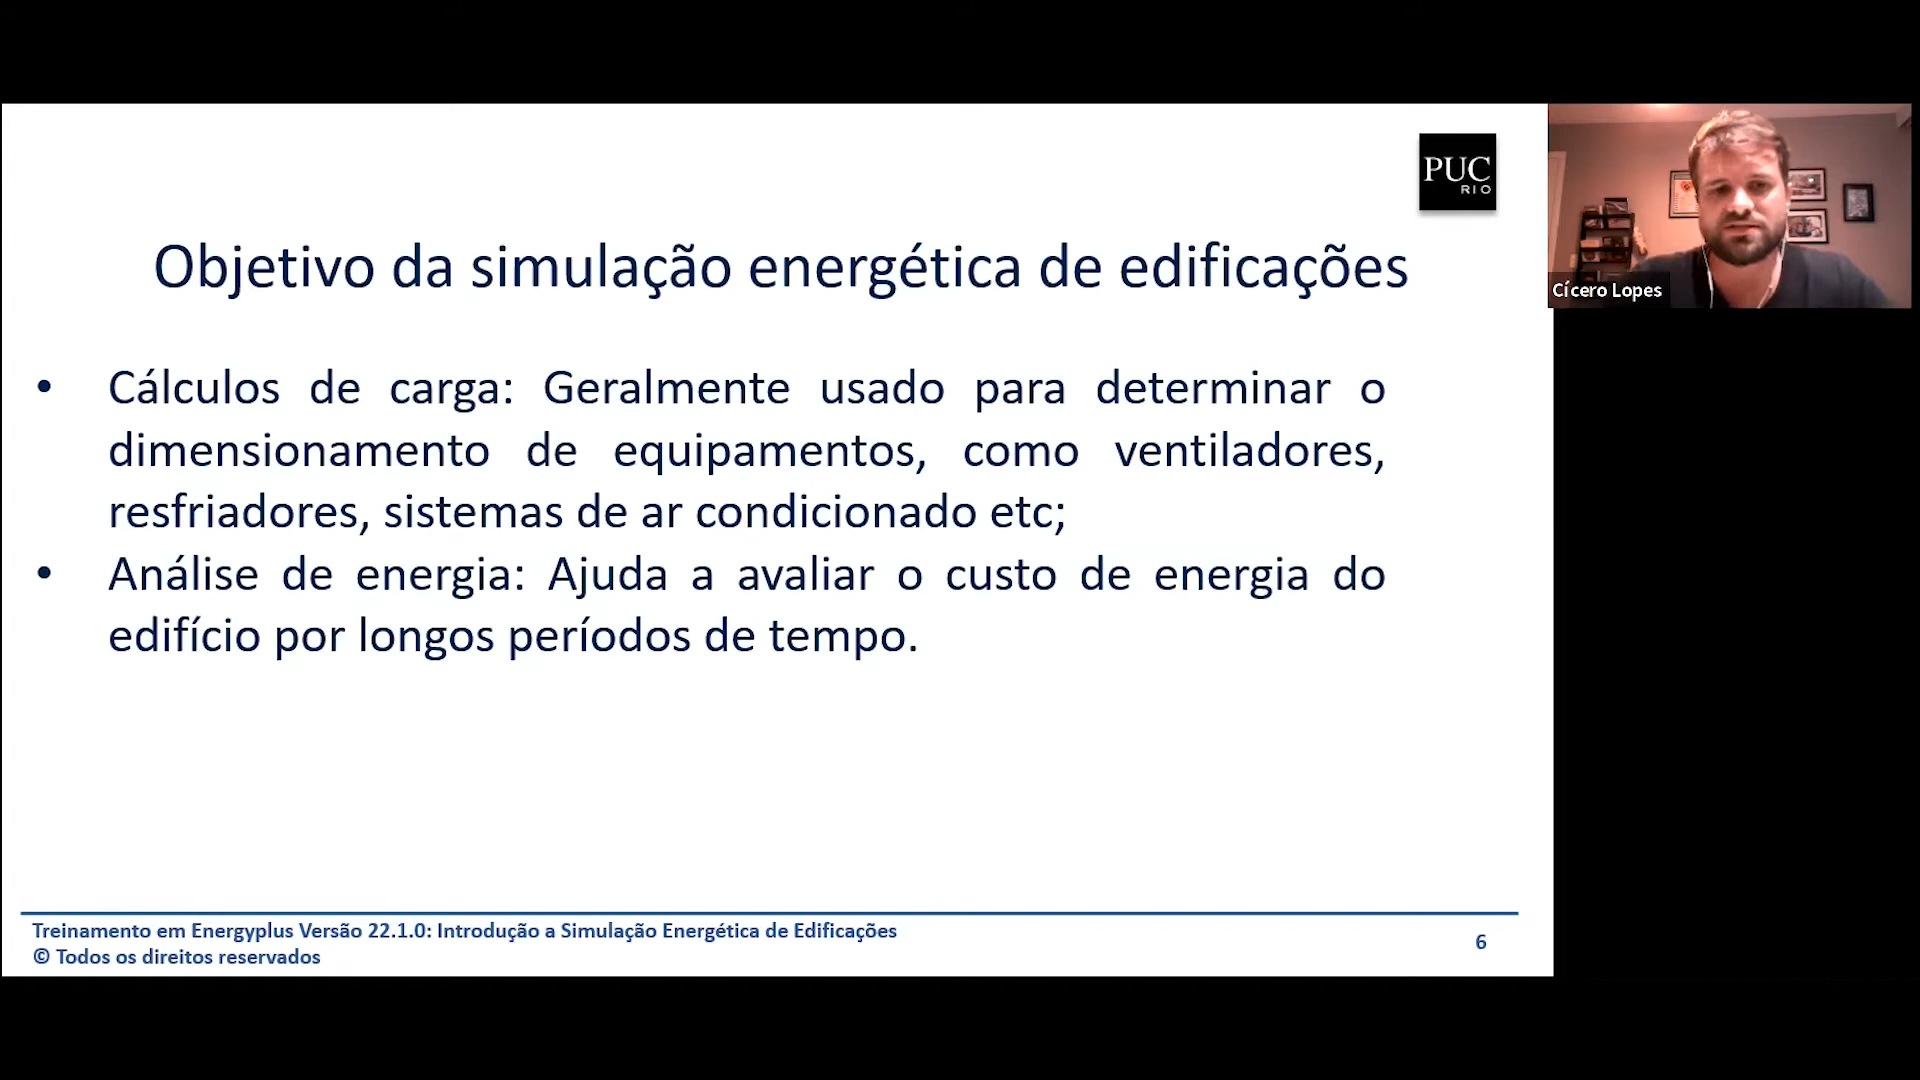 PUC
RIO
Objetivo da simulação energética de edificações
• Cálculos de carga: Geralmente usado para determinar o
dimensionamento de equipamentos, como ventiladores,
resfriadores, sistemas de ar condicionado etc;
• Análise de energia: Ajuda a avaliar o custo de energia do
edifício por longos períodos de tempo.
Treinamento em Energyplus Versão 22.1.0: Introdução a Simulação Energética de Edificações
© Todos os direitos reservados
6
Cícero Lopes